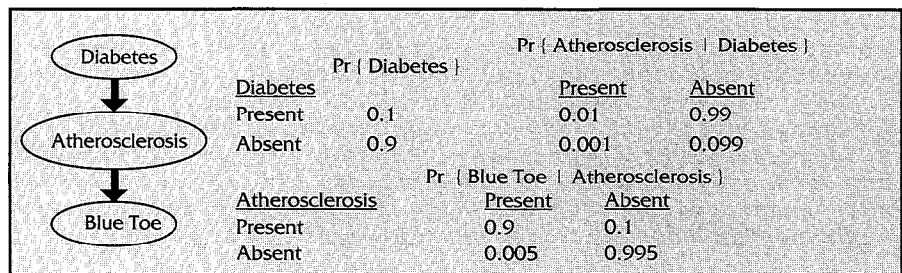 Diabetes
Atherosclerosis
Blue Toe
Pr { Diabetes }
Diabetes
Present 0.1
Absent 0.9
Pr { Atherosclerosis | Diabetes }
Present Absent
0.01 0.99
0.001 0.099
Pr { Blue Toe | Atherosclerosis }
Atherosclerosis Present Absent
Present 0.9 0.1
Absent 0.005 0.995